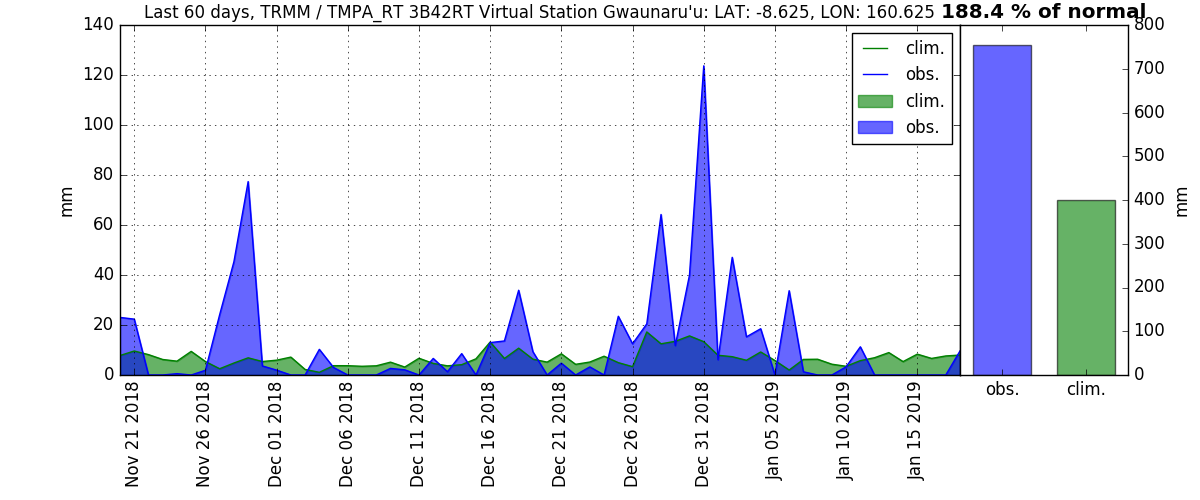 Last 60 days, TRMM / TMPA_RT 3B42RT Virtual Station Gwaunaru'u: LAT: -8.625, LON: 160.625 188.4 % of normal
140
120
100
80
60
40
20
0
mm
clim.
obs.
clim.
obs.
Nov 21 2018
Nov 26 2018
Dec 01 2018
Dec 06 2018
Dec 11 2018
Dec 16 2018
Dec 21 2018
Dec 26 2018
Dec 31 2018
Jan 05 2019
Jan 10 2019
Jan 15 2019
800
700
600
500
400
300
200
100
0
mm
obs.
clim.